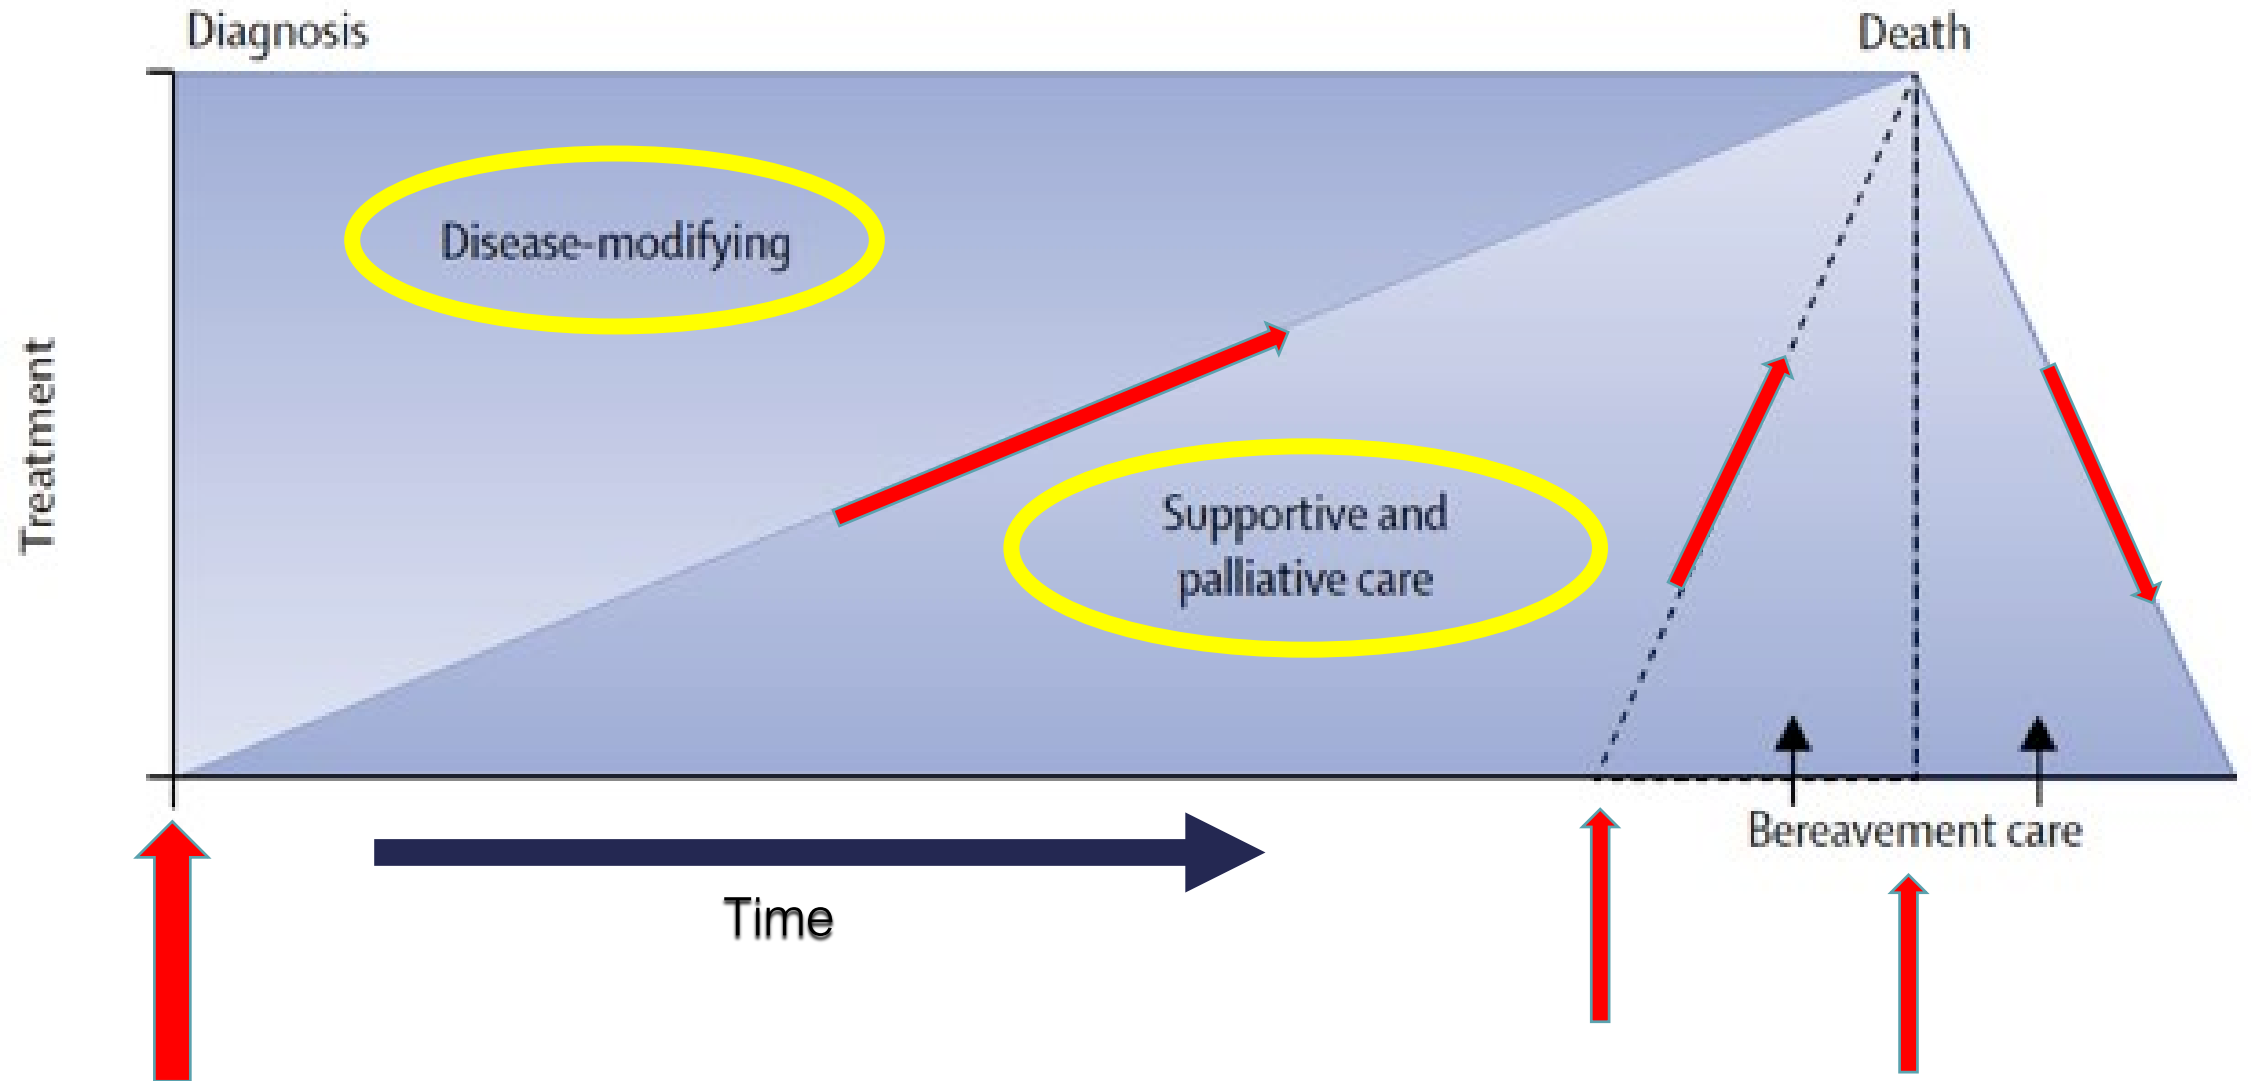 Diagnosis
Death
Disease-modifying
Treatment
Supportive and
palliative care
Bereavement care
Time